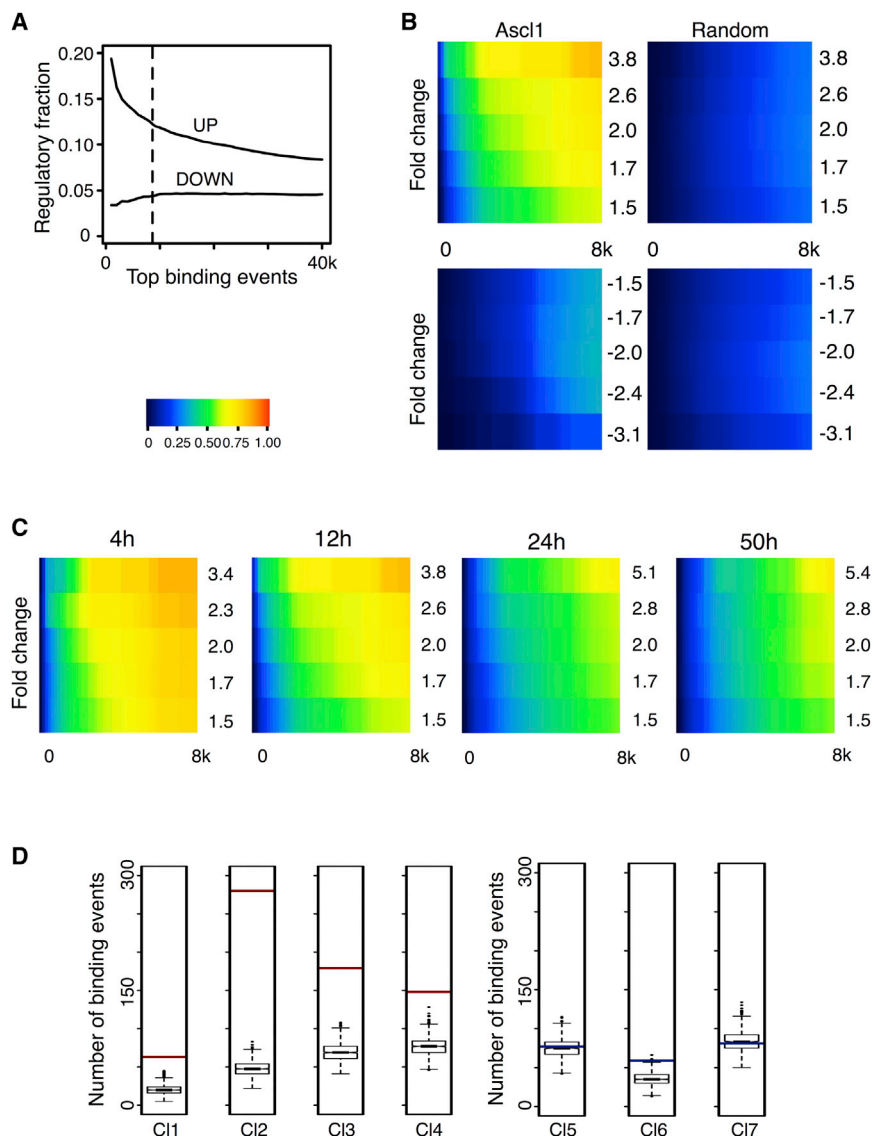 A
Regulatory fraction
0.20
0.15
0.10
0.05
0
UP
DOWN
0
40k
Top binding events
0 0.25 0.50 0.75 1.00
B
Ascl1
Random
Fold change
3.8
2.6
2.0
1.7
1.5
3.8
2.6
2.0
1.7
1.5
0 8k
0 8k
Fold change
-1.5
-1.7
-2.0
-2.4
-3.1
-1.5
-1.7
-2.0
-2.4
-3.1
C
4h
12h
24h
50h
Fold change
3.4
2.3
2.0
1.7
1.5
3.8
2.6
2.0
1.7
1.5
5.1
2.8
2.0
1.7
1.5
5.4
2.8
2.0
1.7
1.5
0 8k
0 8k
0 8k
0 8k
D
Number of binding events
300
150
0
Cl1 Cl2 Cl3 Cl4
Number of binding events
300
150
0
Cl5 Cl6 Cl7